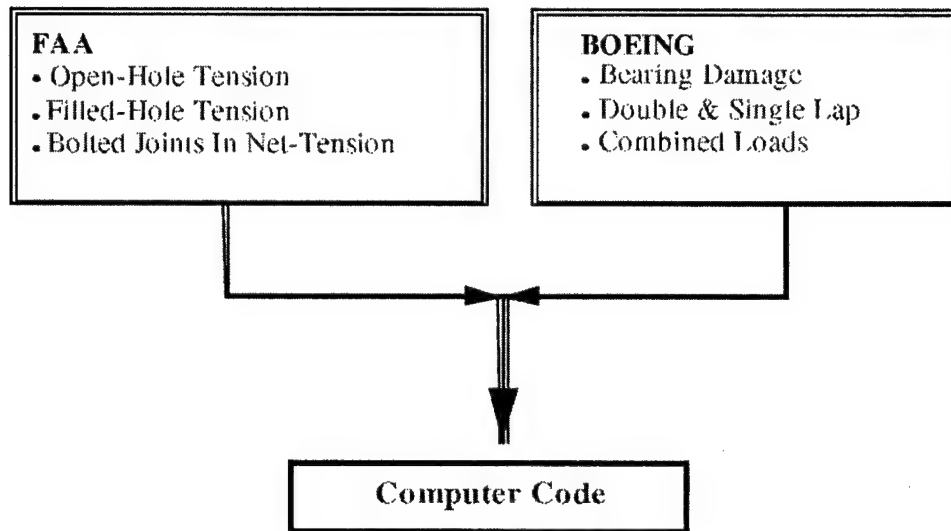 FAA
• Open-Hole Tension
• Filled-Hole Tension
• Bolted Joints In Net-Tension
BOEING
• Bearing Damage
• Double & Single Lap
• Combined Loads
Computer Code